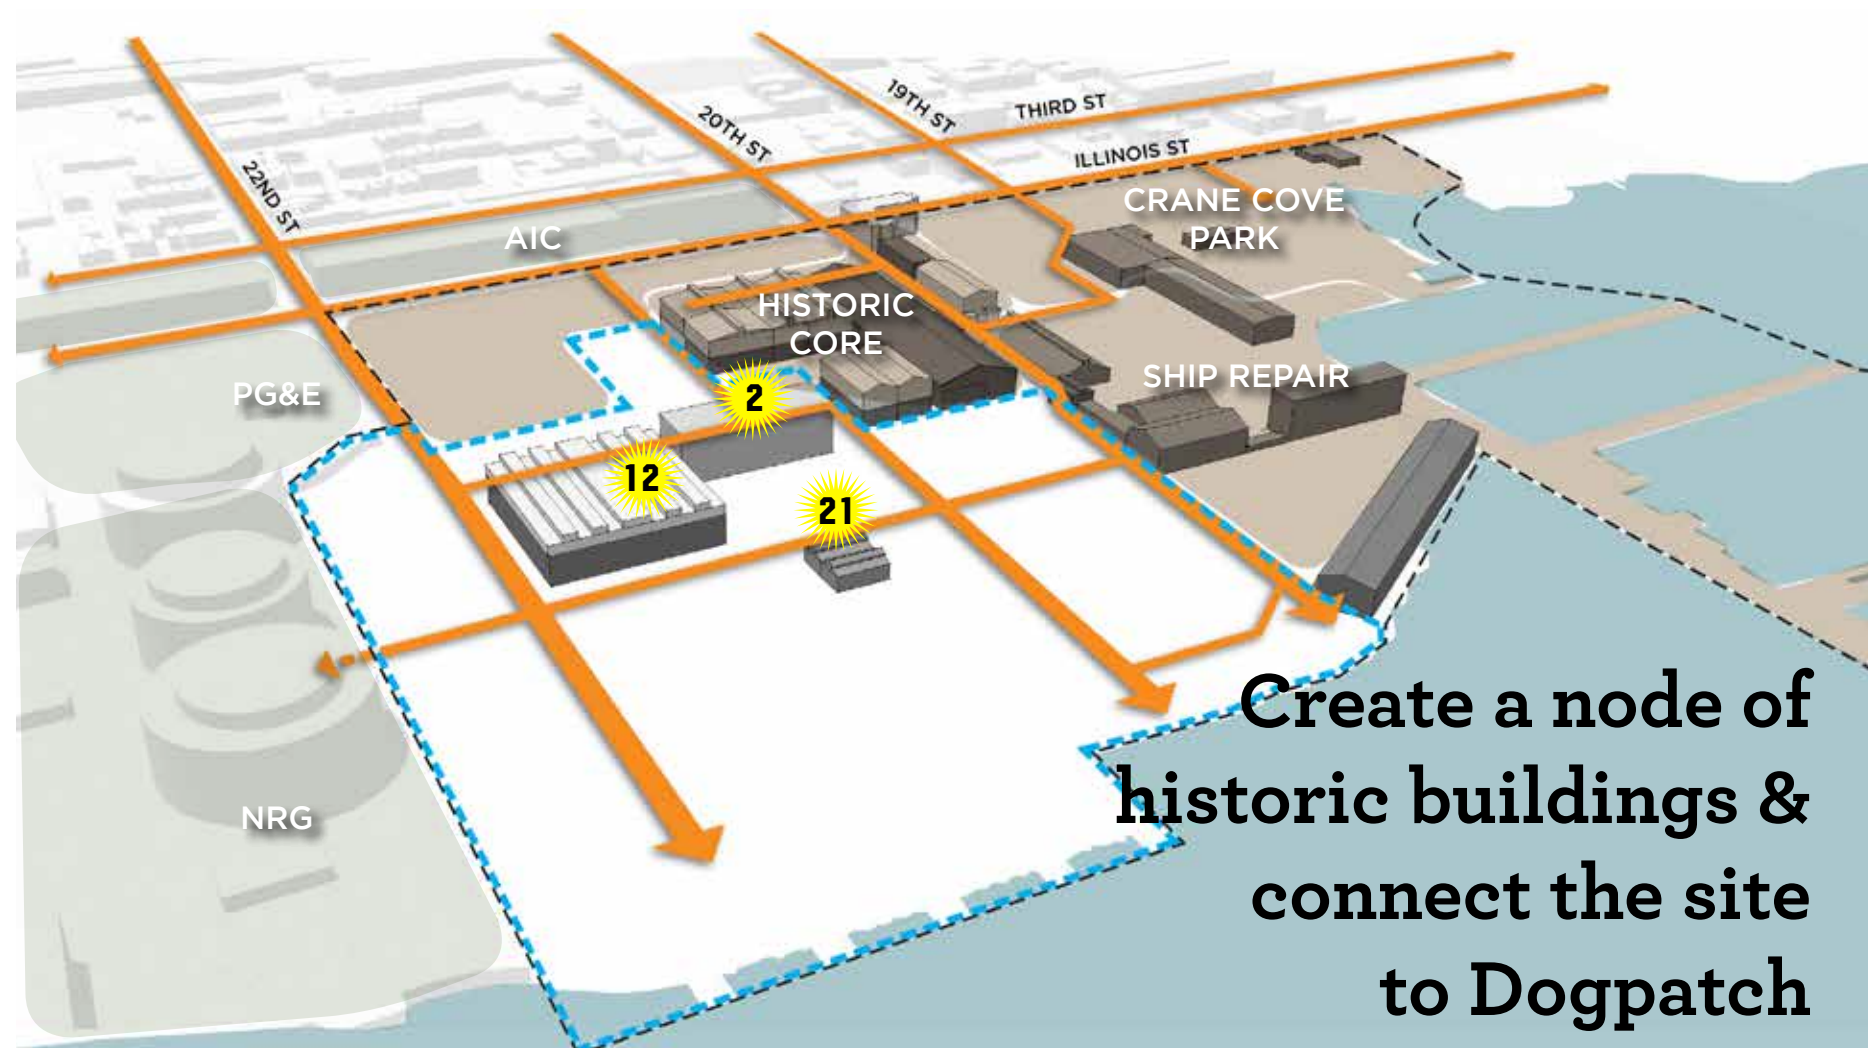 19TH ST
THIRD ST
20TH ST
ILLINOIS ST
22ND ST
CRANE COVE
PARK
AIC
HISTORIC
CORE
SHIP REPAIR
PG&E
2
12
21
NRG
Create a node of
historic buildings &
connect the site
to Dogpatch